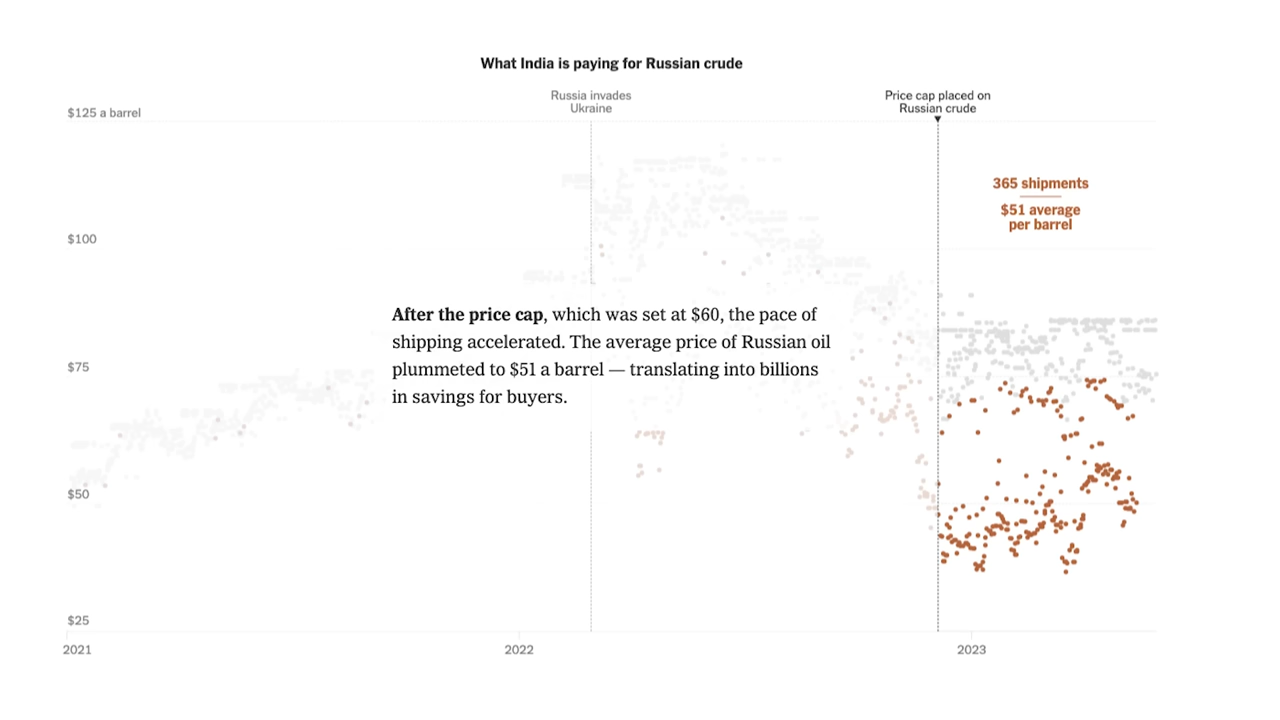 What India is paying for Russian crude
Russia invades
Ukraine
Price cap placed on
Russian crude
$125 a barrel
365 shipments
$51 average
per barrel
$100
After the price cap, which was set at $60, the pace of
shipping accelerated. The average price of Russian oil
plummeted to $51 a barrel — translating into billions
in savings for buyers.
$75
$50
$25
2021
2022
2023